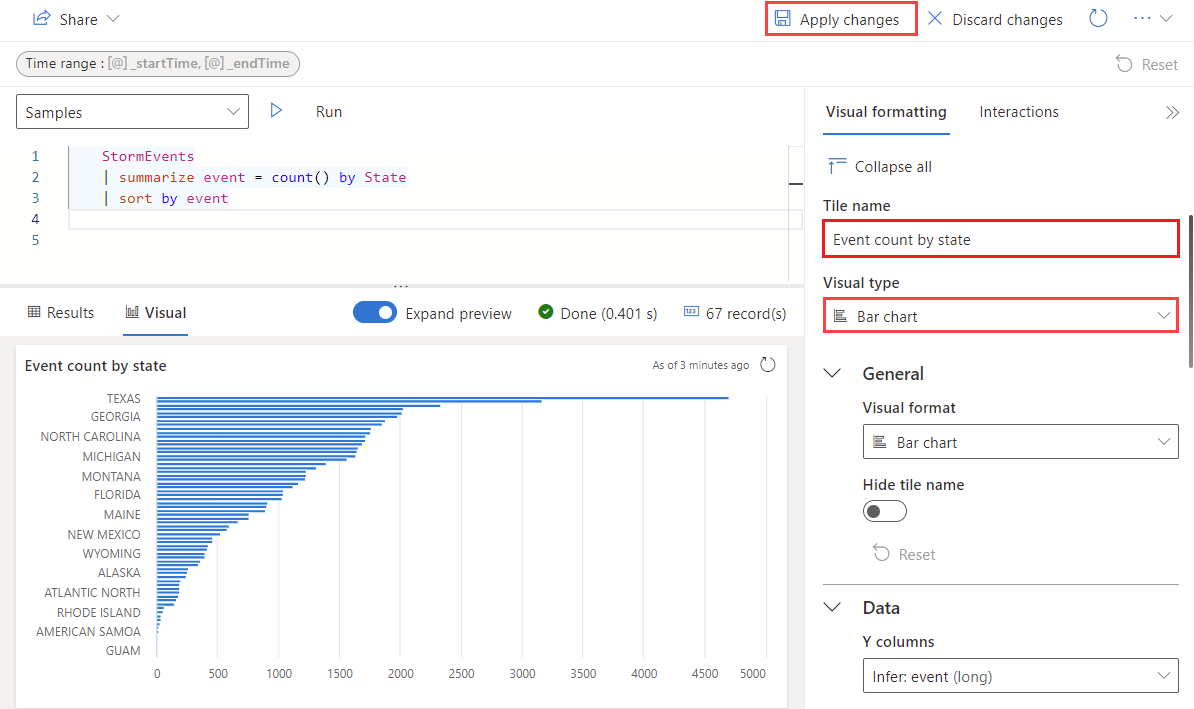 Share
Apply changes
Discard changes
Time range : [@] _startTime, [@] _endTime
Reset
Samples
Run
1 StormEvents
2 | summarize event = count() by State
3 | sort by event
4
5
Results
Visual
Expand preview
Done (0.401 s)
123 67 record(s)
Event count by state
As of 3 minutes ago
TEXAS
GEORGIA
NORTH CAROLINA
MICHIGAN
MONTANA
FLORIDA
MAINE
NEW MEXICO
WYOMING
ALASKA
ATLANTIC NORTH
RHODE ISLAND
AMERICAN SAMOA
GUAM
0 500 1000 1500 2000 2500 3000 3500 4000 4500 5000
Visual formatting
Interactions
Collapse all
Tile name
Event count by state
Visual type
Bar chart
General
Visual format
Bar chart
Hide tile name
Reset
Data
Y columns
Infer: event (long)